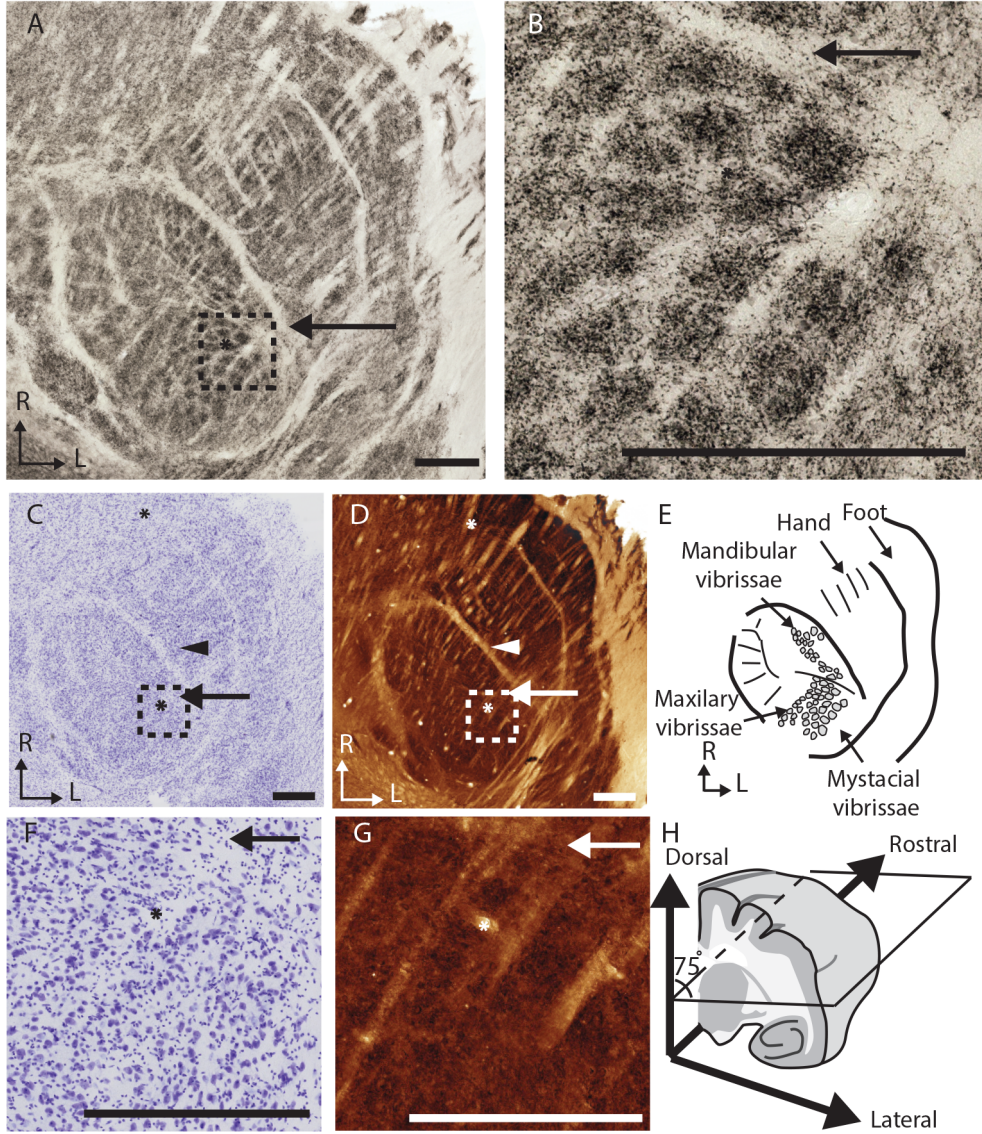 A
B
*
R
L
C
*
*
R
L
D
*
*
R
L
E
Foot
Hand
Mandibular
vibrissae
Maxilary
vibrissae
R
L
Mystacial
vibrissae
F
*
G
*
H
Dorsal
Rostral
75°
Lateral